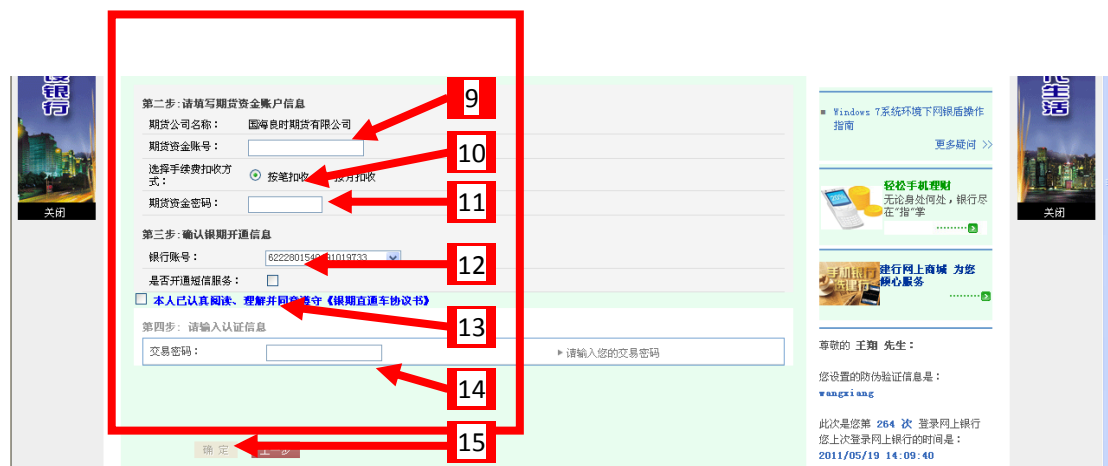 设
银
行
关闭
第二步:请填写期货资金账户信息
期货公司名称： 国海良时期货有限公司
期货资金账号：
9
选择手续费扣收方
式：
按笔扣收 按月扣收
10
期货资金密码：
11
第三步:确认银期开通信息
银行账号：
12
是否开通短信服务：
本人已认真阅读、理解并同意遵守《银期直通车协议书》
13
第四步: 请输入认证信息
交易密码： 请输入您的交易密码
14
确 定 上一步
15
Windows 7系统环境下网银盾操作
指南
更多疑问 >>
轻松手机理财
无论身处何处，银行尽
在"指"掌
手机银行
建行网上商城 为您
倾心服务
尊敬的 王翔 先生：
您设置的防伪验证信息是：
wangxiang
此次是您第 264 次 登录网上银行
您上次登录网上银行的时间是：
2011/05/19 14:09:40
生
活
关闭